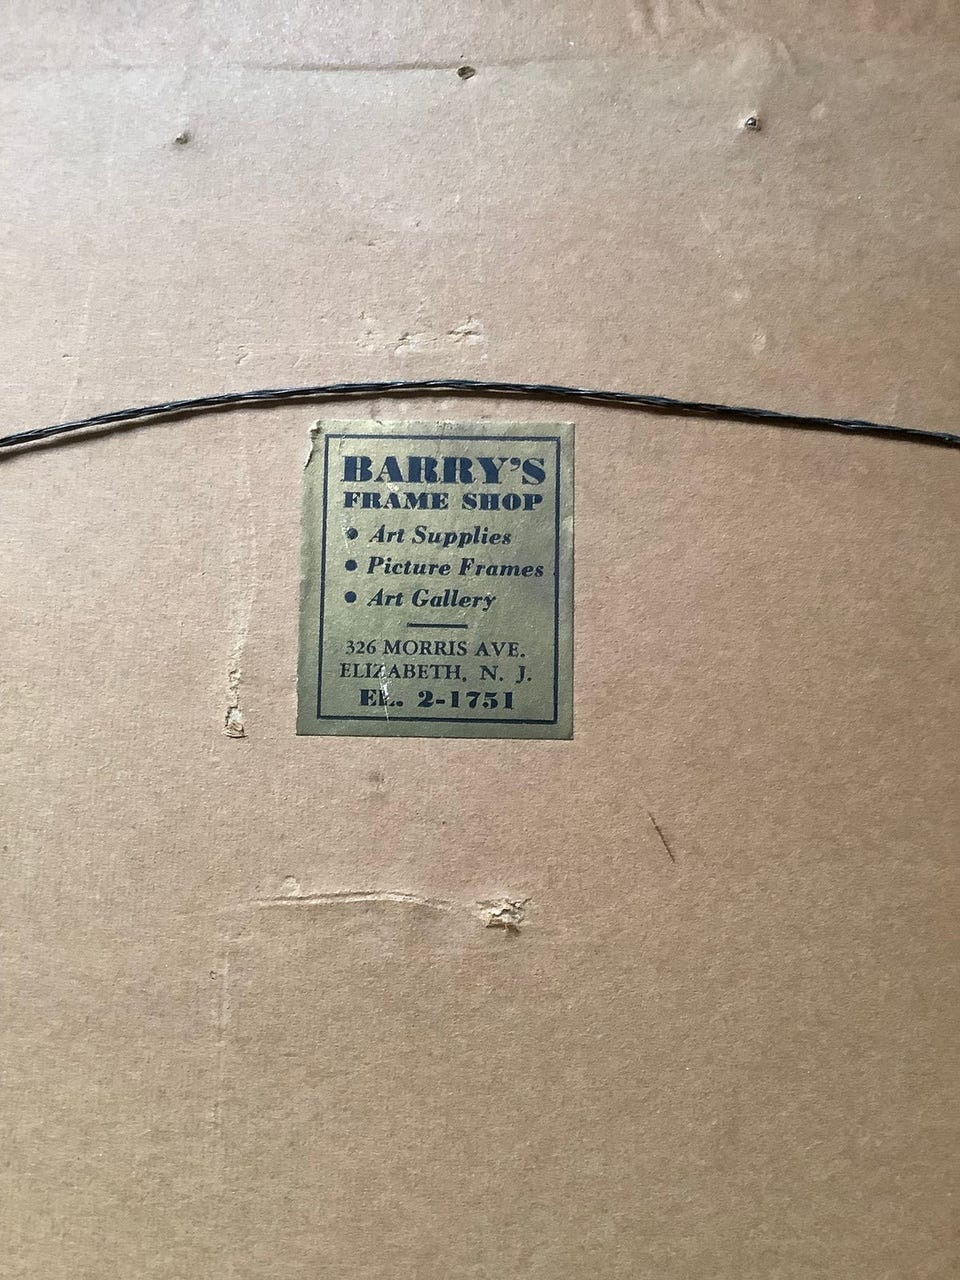 BARRY'S
FRAME SHOP
• Art Supplies
• Picture Frames
• Art Gallery
326 MORRIS AVE.
ELIZABETH, N. J.
EL. 2-1751